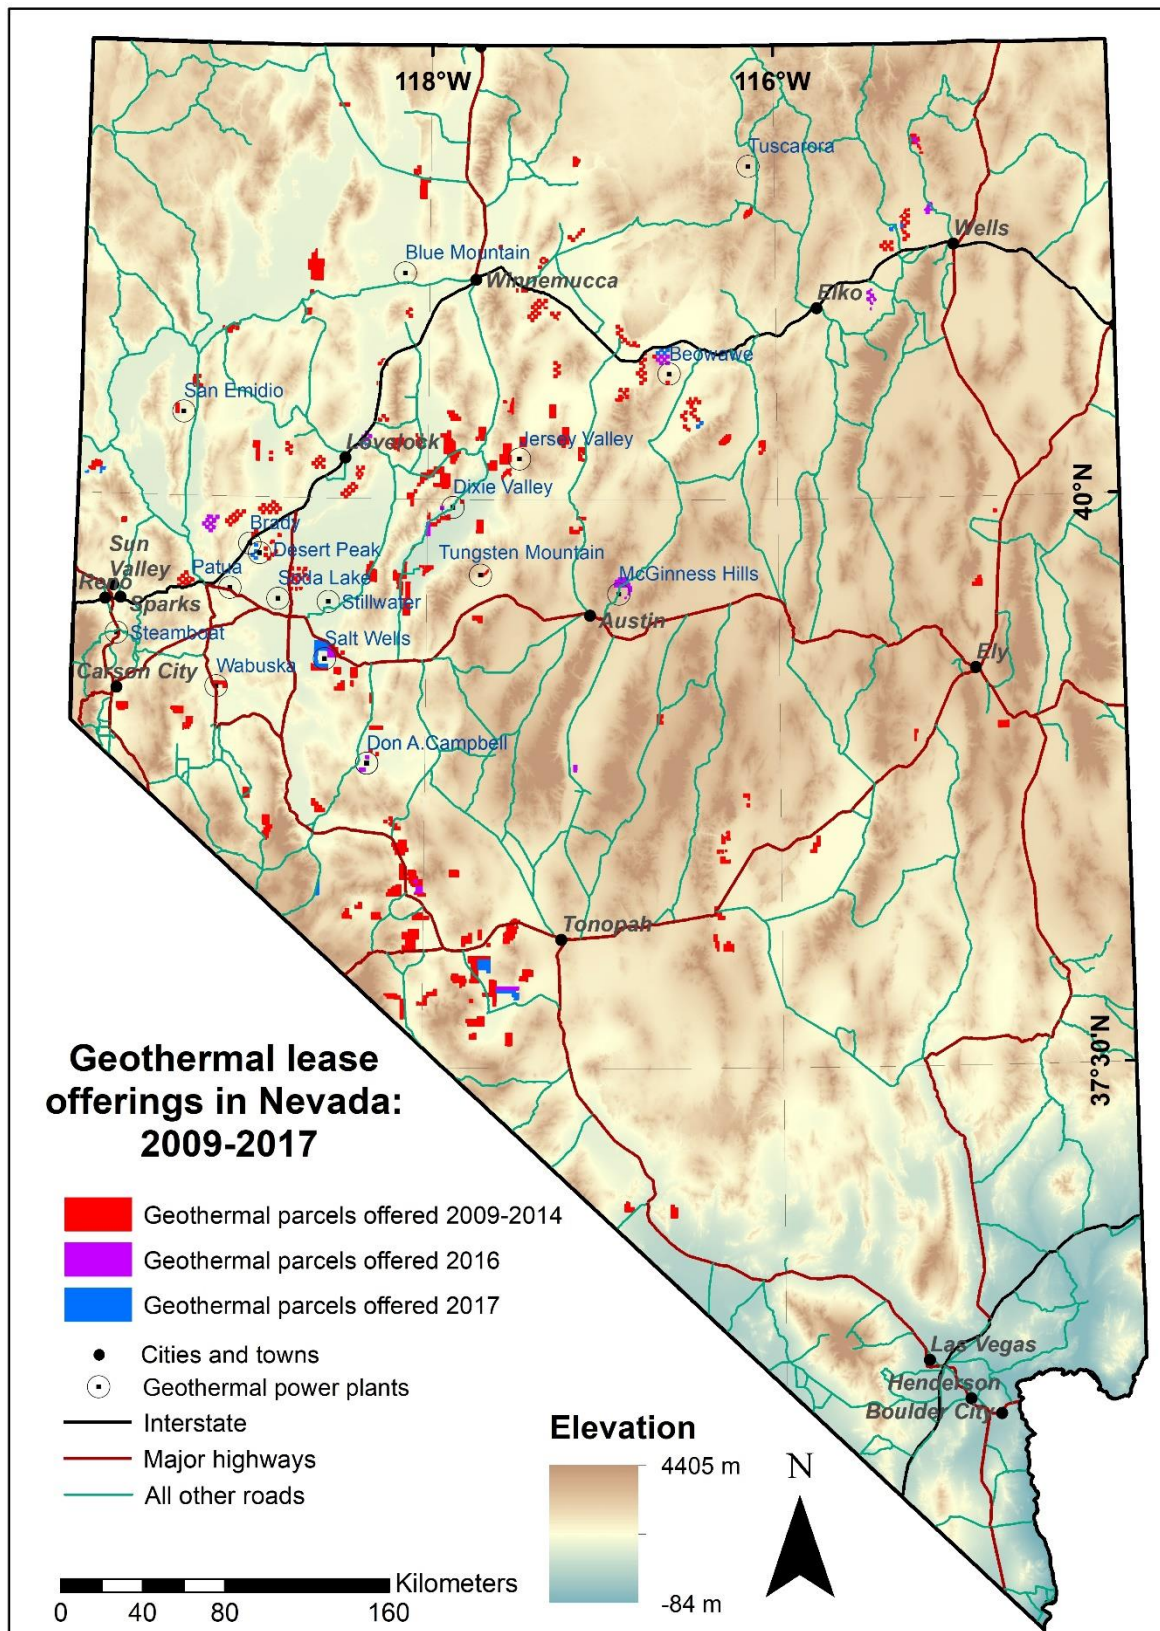 118°W
116°W
Tuscarora
Wells
Blue Mountain
Winnemucca
Elko
Beowawe
San Emidio
Lovelock
Jersey Valley
40°N
Dixie Valley
Brady
Sun
Valley
Desert Peak
Tungsten Mountain
Patua
Soda Lake
McGinness Hills
Reno
Sparks
Stillwater
Austin
Steamboat
Salt Wells
Ely
Carson City
Wabuska
Don A.Campbell
Tonopah
37°30'N
Geothermal lease
offerings in Nevada:
2009-2017
Geothermal parcels offered 2009-2014
Geothermal parcels offered 2016
Geothermal parcels offered 2017
Cities and towns
Geothermal power plants
Interstate
Major highways
All other roads
Las Vegas
Henderson
Boulder City
Elevation
4405 m
-84 m
N
Kilometers
0 40 80 160